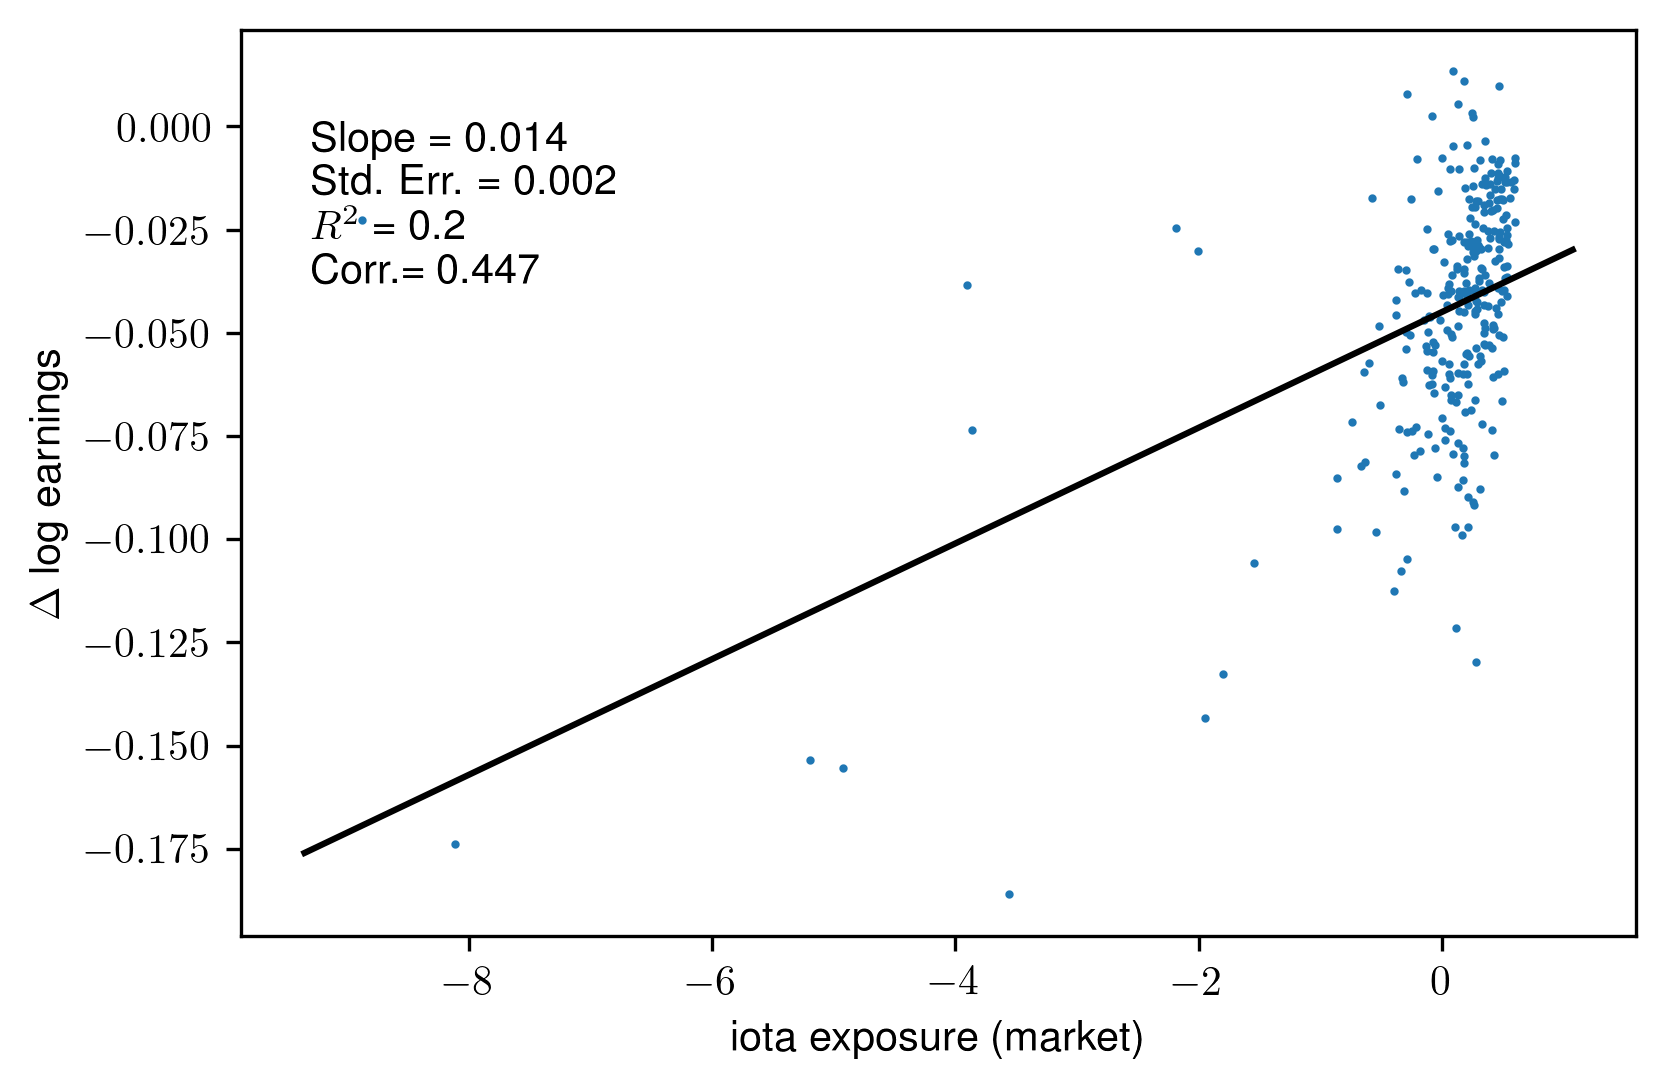 Slope = 0.014
Std. Err. = 0.002
R² = 0.2
Corr.= 0.447
0.000
−0.025
−0.050
−0.075
−0.100
−0.125
−0.150
−0.175
Δ log earnings
−8 −6 −4 −2 0
iota exposure (market)